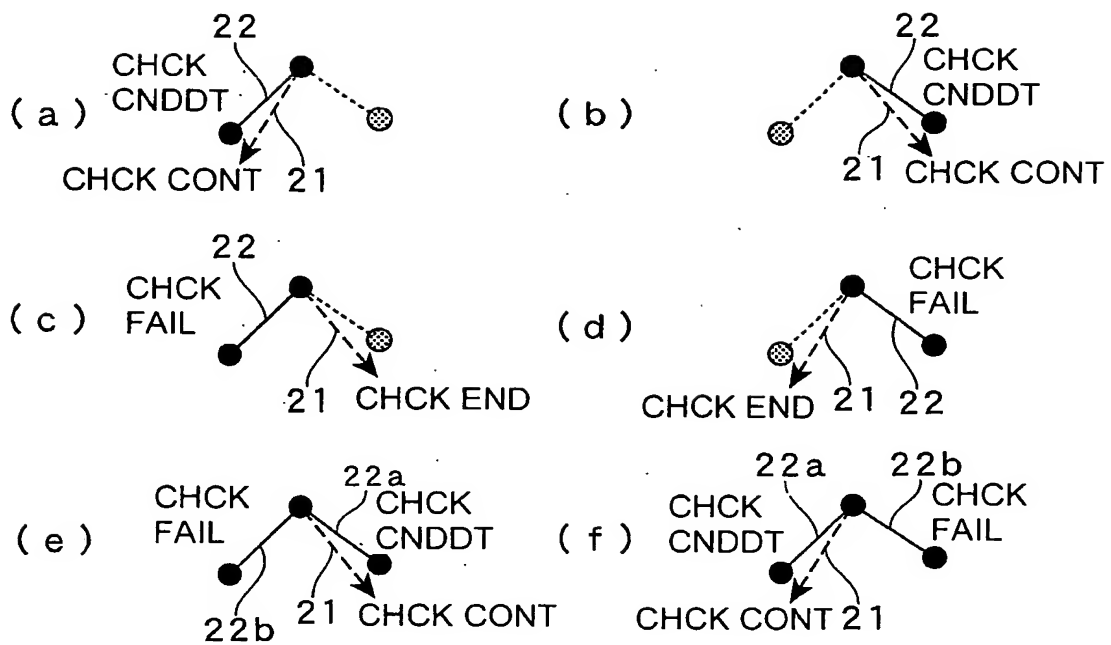 22
CHCK
CNDDT
(a)
CHCK CONT 21
22
CHCK
CNDDT
(b)
21 CHCK CONT
22
CHCK
FAIL
(c)
21 CHCK END
CHCK
FAIL
(d)
CHCK END 21 22
CHCK
FAIL
22a
CHCK
CNDDT
(e)
22b 21 CHCK CONT
22a 22b
CHCK
CNDDT
CHCK
FAIL
(f)
CHCK CONT 21